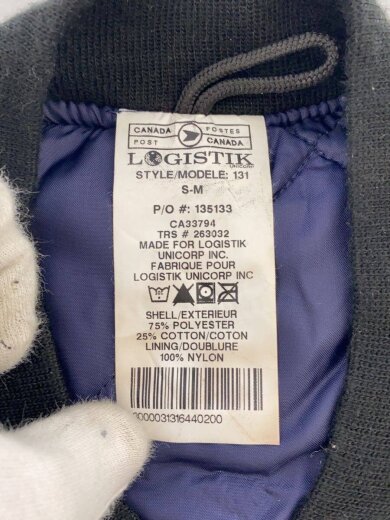 CANADA POSTES
POST CANADA
LOGISTIK
UNICORP
STYLE/MODELE: 131
S-M
P/O #: 135133
CA33794
TRS # 263032
MADE FOR LOGISTIK
UNICORP INC.
FABRIQUE POUR
LOGISTIK UNICORP INC
SHELL/EXTERIEUR
75% POLYESTER
25% COTTON/COTON
LINING/DOUBLURE
100% NYLON